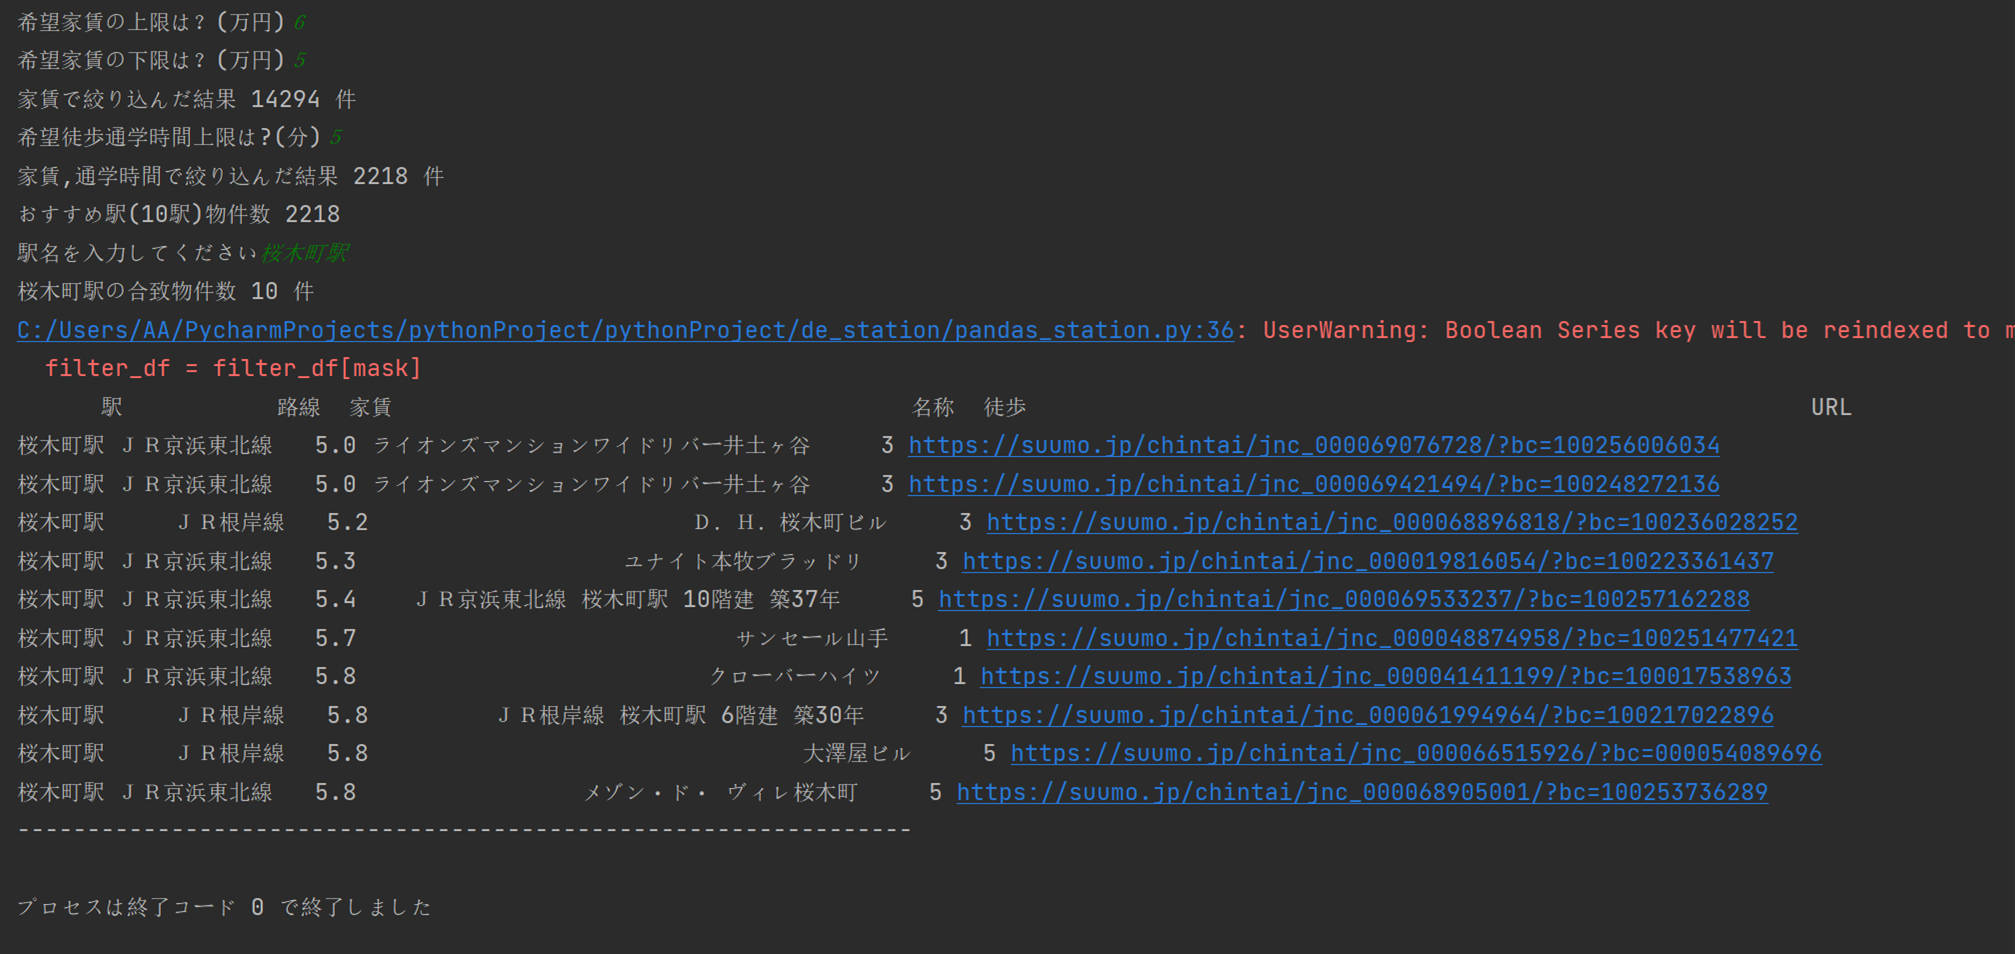 希望家賃の上限は？(万円)6
希望家賃の下限は？(万円)5
家賃で絞り込んだ結果 14294 件
希望徒歩通学時間上限は?(分)5
家賃,通学時間で絞り込んだ結果 2218 件
おすすめ駅(10駅)物件数 2218
駅名を入力してください桜木町駅
桜木町駅の合致物件数 10 件
C:/Users/AA/PycharmProjects/pythonProject/pythonProject/de_station/pandas_station.py:36: UserWarning: Boolean Series key will be reindexed to m
filter_df = filter_df[mask]
駅 路線 家賃 名称 徒歩 URL
桜木町駅 ＪＲ京浜東北線 5.0 ライオンズマンションワイドリバー井土ヶ谷 3 https://suumo.jp/chintai/jnc_000069076728/?bc=100256006034
桜木町駅 ＪＲ京浜東北線 5.0 ライオンズマンションワイドリバー井土ヶ谷 3 https://suumo.jp/chintai/jnc_000069421494/?bc=100248272136
桜木町駅 ＪＲ根岸線 5.2 Ｄ．Ｈ．桜木町ビル 3 https://suumo.jp/chintai/jnc_000068896818/?bc=100236028252
桜木町駅 ＪＲ京浜東北線 5.3 ユナイト本牧ブラッドリ 3 https://suumo.jp/chintai/jnc_000019816054/?bc=100223361437
桜木町駅 ＪＲ京浜東北線 5.4 ＪＲ京浜東北線 桜木町駅 10階建 築37年 5 https://suumo.jp/chintai/jnc_000069533237/?bc=100257162288
桜木町駅 ＪＲ京浜東北線 5.7 サンセール山手 1 https://suumo.jp/chintai/jnc_000048874958/?bc=100251477421
桜木町駅 ＪＲ京浜東北線 5.8 クローバーハイツ 1 https://suumo.jp/chintai/jnc_000041411199/?bc=100017538963
桜木町駅 ＪＲ根岸線 5.8 ＪＲ根岸線 桜木町駅 6階建 築30年 3 https://suumo.jp/chintai/jnc_000061994964/?bc=100217022896
桜木町駅 ＪＲ根岸線 5.8 大澤屋ビル 5 https://suumo.jp/chintai/jnc_000066515926/?bc=000054089696
桜木町駅 ＪＲ京浜東北線 5.8 メゾン・ド・ ヴィレ桜木町 5 https://suumo.jp/chintai/jnc_000068905001/?bc=100253736289
-----------------------------------------------------------------
プロセスは終了コード 0 で終了しました